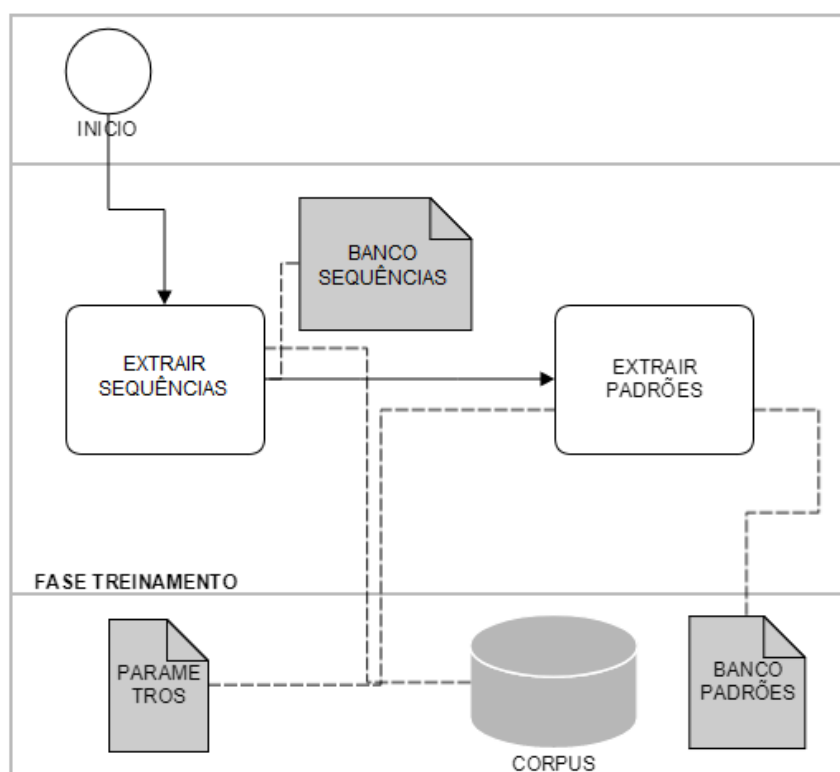 INICIO
BANCO
SEQUÊNCIAS
EXTRAIR
SEQUÊNCIAS
EXTRAIR
PADRÕES
FASE TREINAMENTO
PARAME
TROS
CORPUS
BANCO
PADRÕES